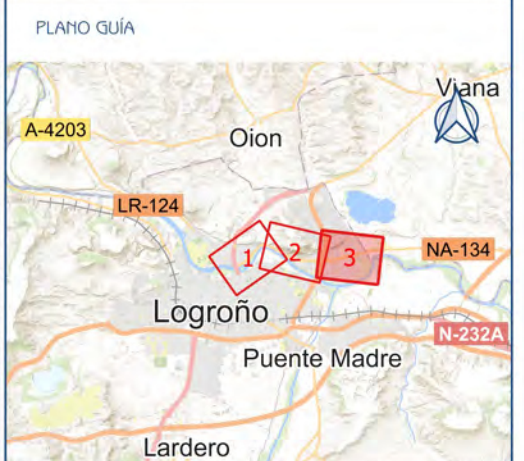 PLANO GUÍA
Viana
A-4203
Oion
LR-124
1
2
3
NA-134
Logroño
N-232A
Puente Madre
Lardero